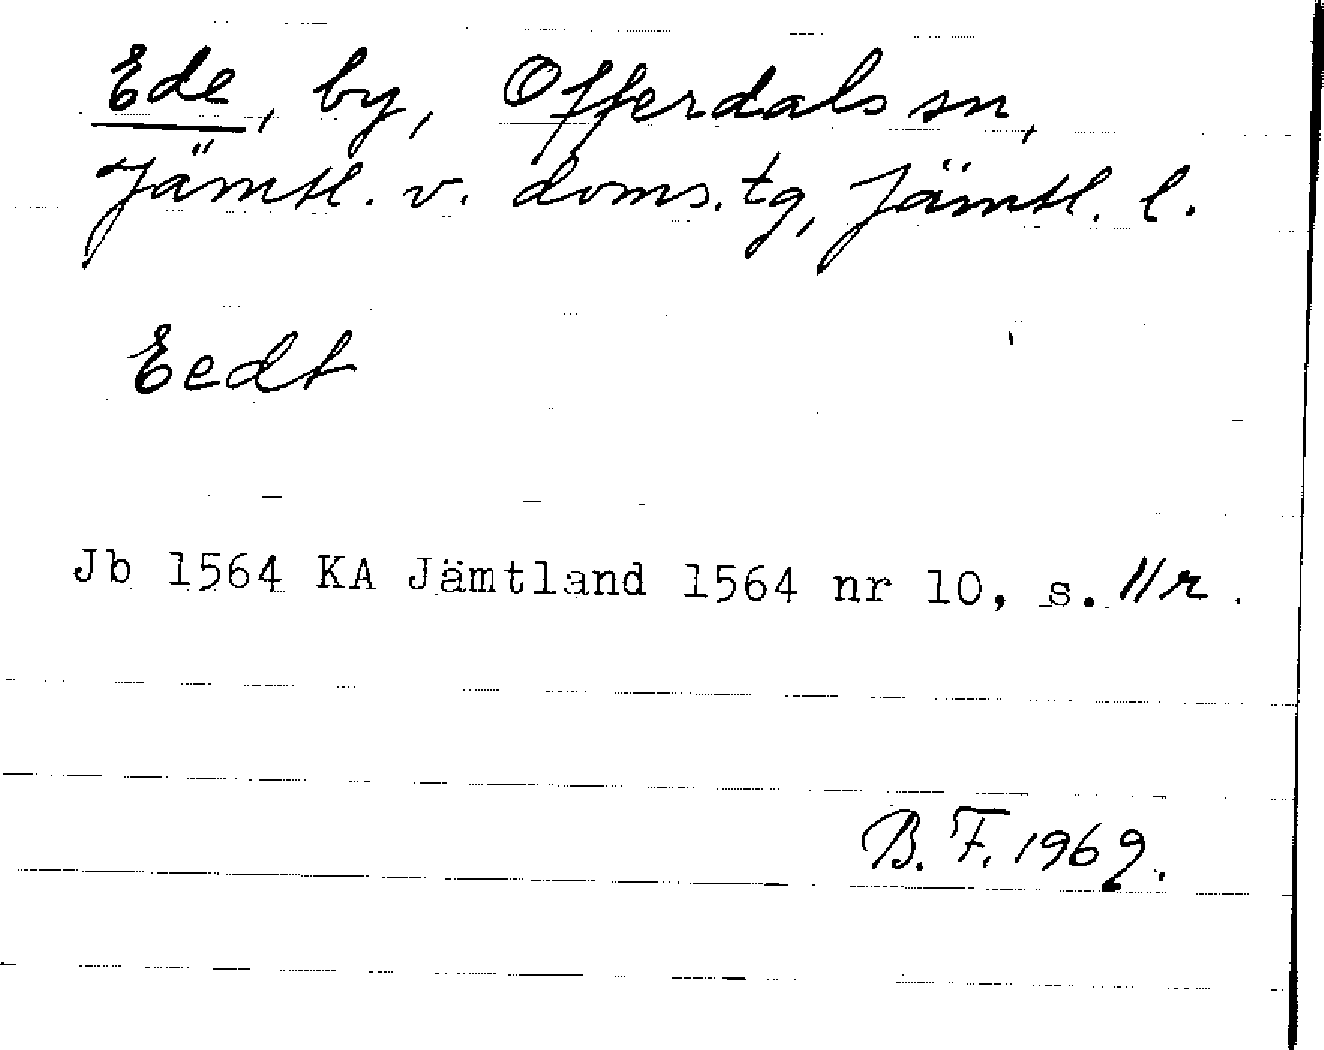 Ede, by, Offerdals sn,
Jämtl. v. doms. tg, Jämtl. l.
Eedt
Jb 1564 KA Jämtland 1564 nr 10, s. 11r.
B. F. 1969.